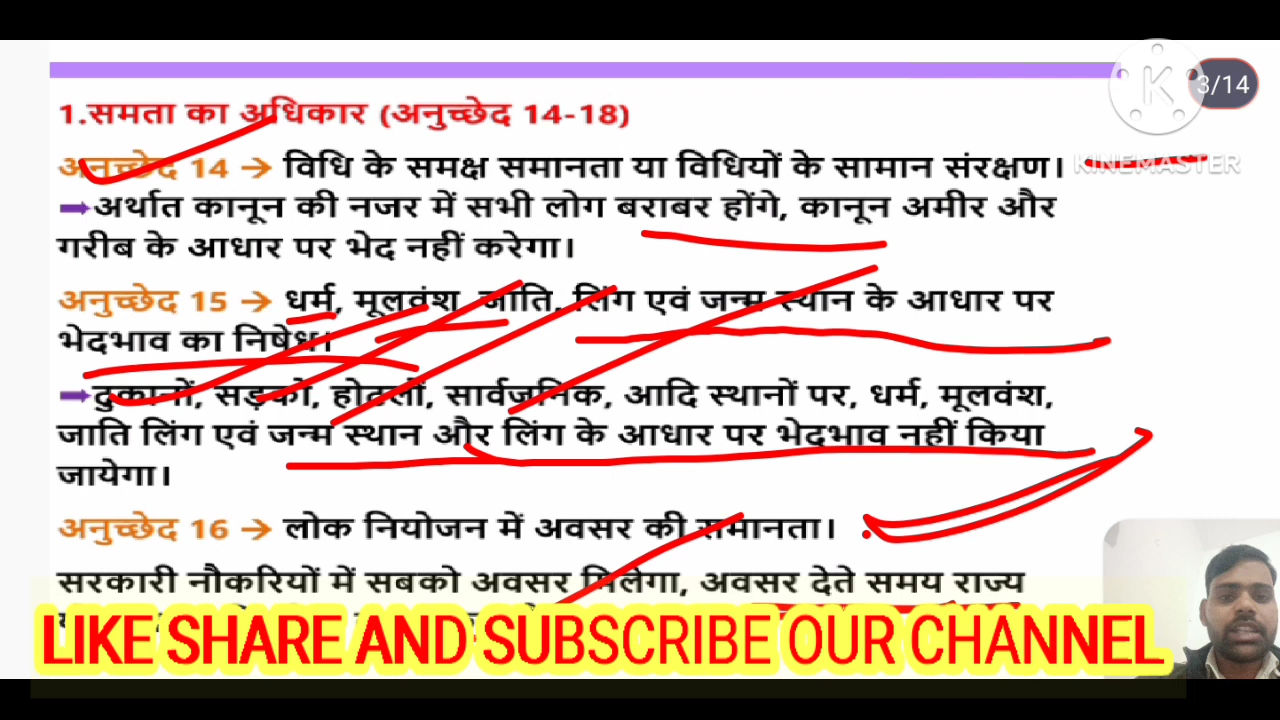 3/14
KINEMASTER
1.समता का अधिकार (अनुच्छेद 14-18)
अनुच्छेद 14 → विधि के समक्ष समानता या विधियों के सामान संरक्षण।
➡अर्थात कानून की नजर में सभी लोग बराबर होंगे, कानून अमीर और
गरीब के आधार पर भेद नहीं करेगा।
अनुच्छेद 15 → धर्म, मूलवंश, जाति, लिंग एवं जन्म स्थान के आधार पर
भेदभाव का निषेध।
➡दुकानों, सड़कों, होटलों, सार्वजनिक, आदि स्थानों पर, धर्म, मूलवंश,
जाति लिंग एवं जन्म स्थान और लिंग के आधार पर भेदभाव नहीं किया
जायेगा।
अनुच्छेद 16 → लोक नियोजन में अवसर की समानता।
सरकारी नौकरियों में सबको अवसर मिलेगा, अवसर देते समय राज्य
LIKE SHARE AND SUBSCRIBE OUR CHANNEL